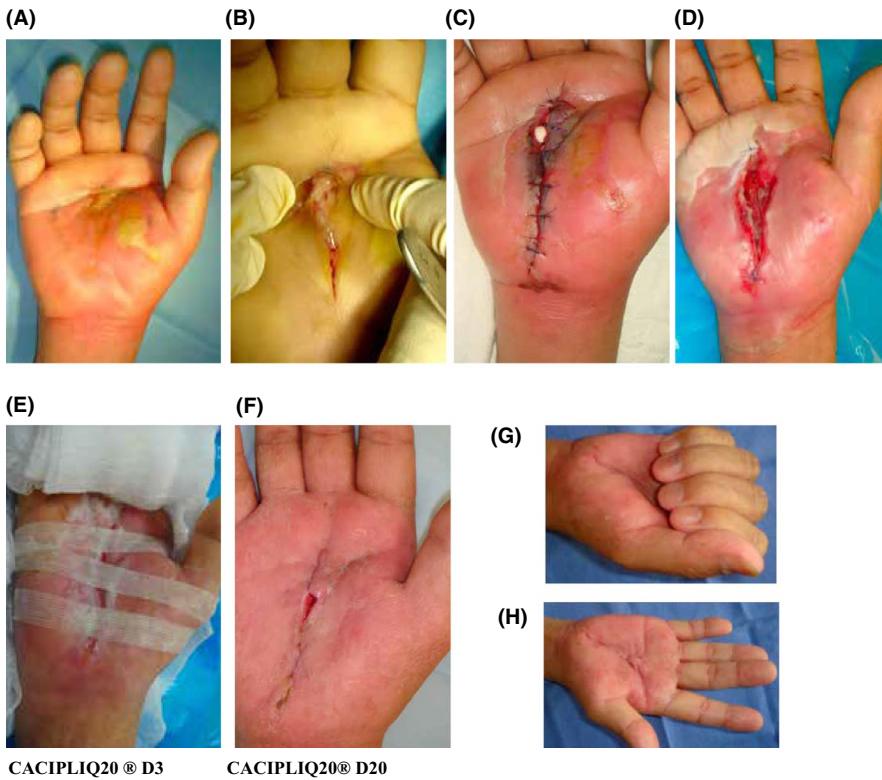 (A)
(B)
(C)
(D)
(E)
(F)
(G)
(H)
CACIPLIQ20 ® D3
CACIPLIQ20® D20